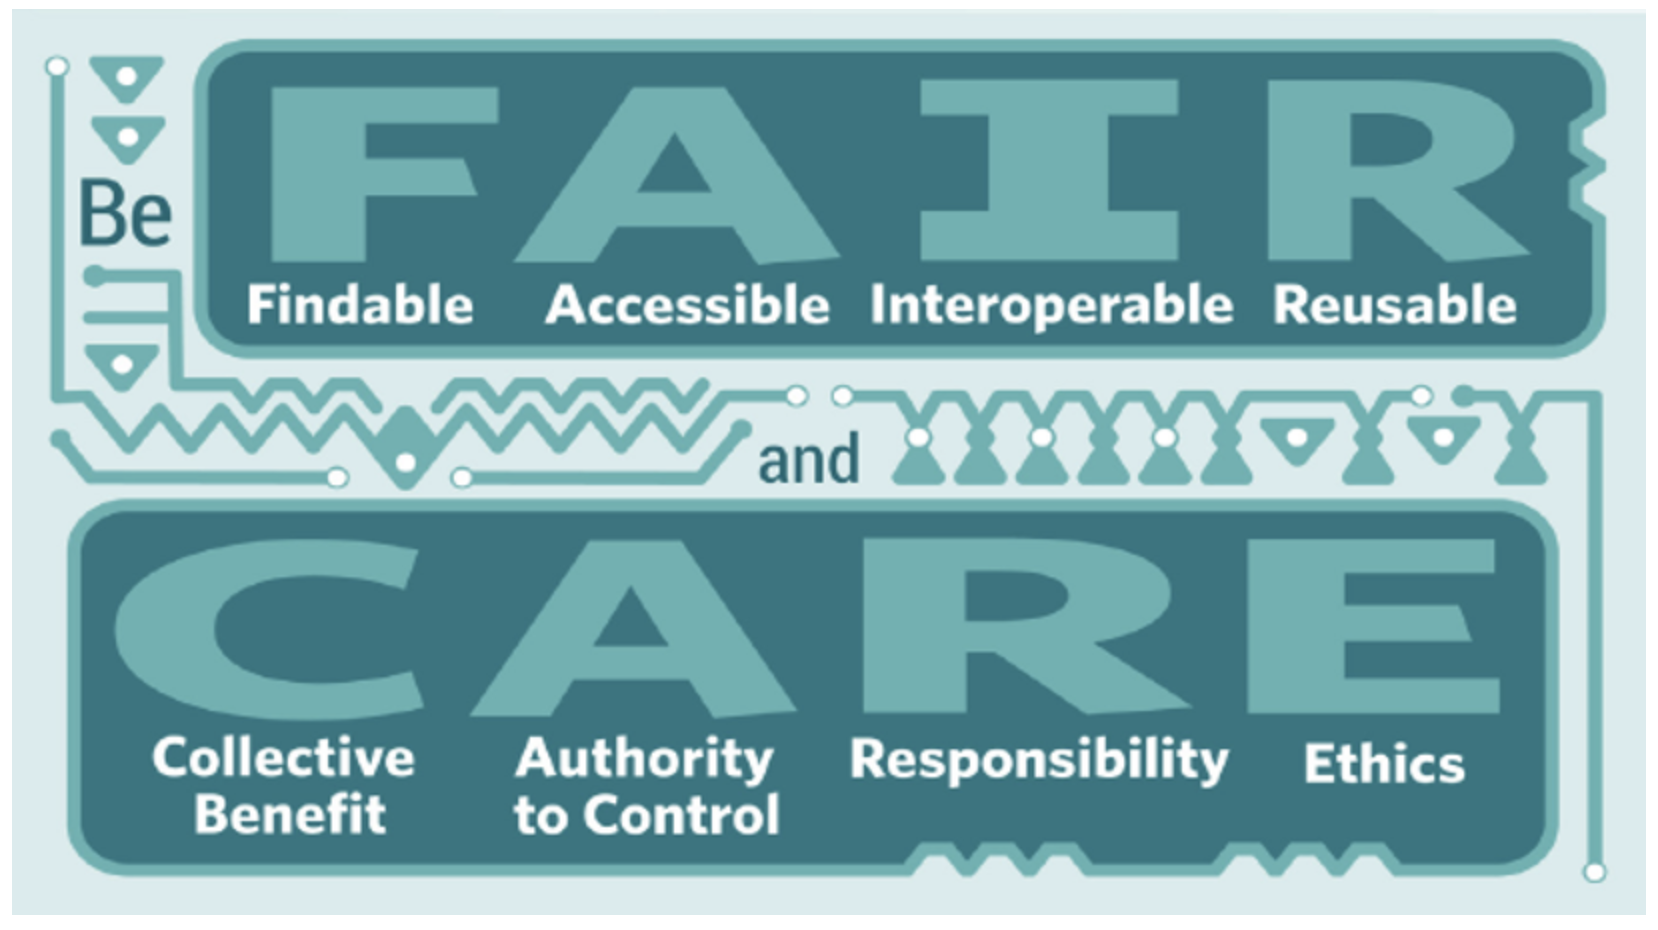 Be
FAIR
Findable Accessible Interoperable Reusable
and
CARE
Collective Benefit Authority to Control Responsibility Ethics